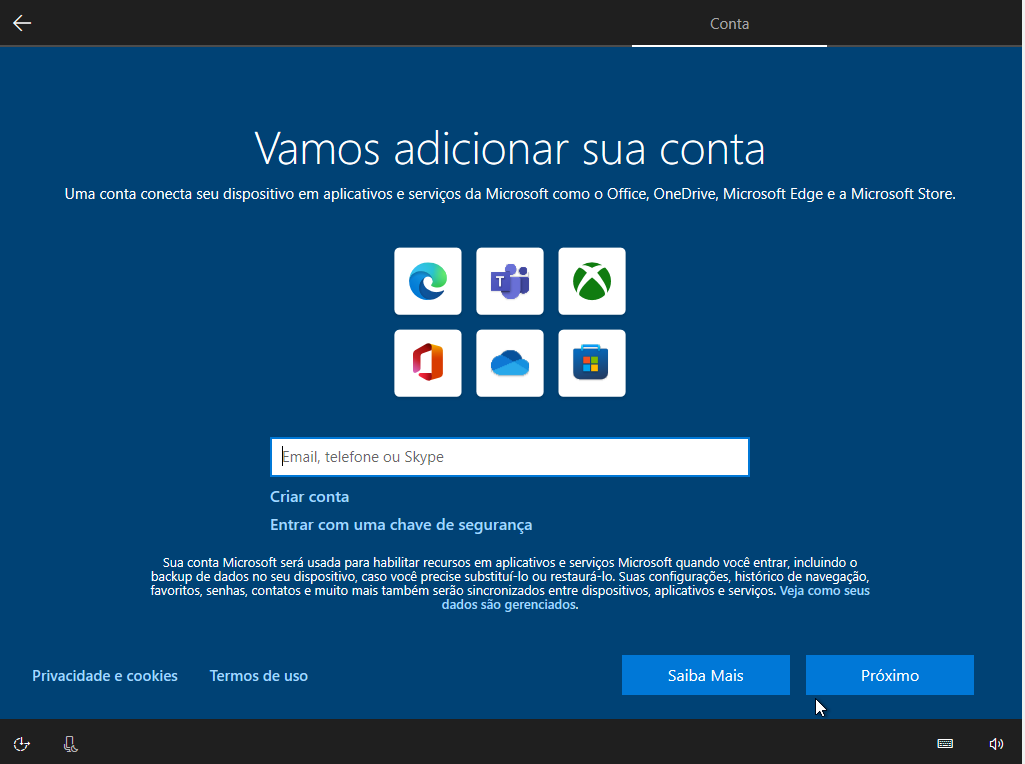 Conta
Vamos adicionar sua conta
Uma conta conecta seu dispositivo em aplicativos e serviços da Microsoft como o Office, OneDrive, Microsoft Edge e a Microsoft Store.
T
Email, telefone ou Skype
Criar conta
Entrar com uma chave de segurança
Sua conta Microsoft será usada para habilitar recursos em aplicativos e serviços Microsoft quando você entrar, incluindo o
backup de dados no seu dispositivo, caso você precise substituí-lo ou restaurá-lo. Suas configurações, histórico de navegação,
favoritos, senhas, contatos e muito mais também serão sincronizados entre dispositivos, aplicativos e serviços. Veja como seus
dados são gerenciados.
Privacidade e cookies Termos de uso Saiba Mais Próximo